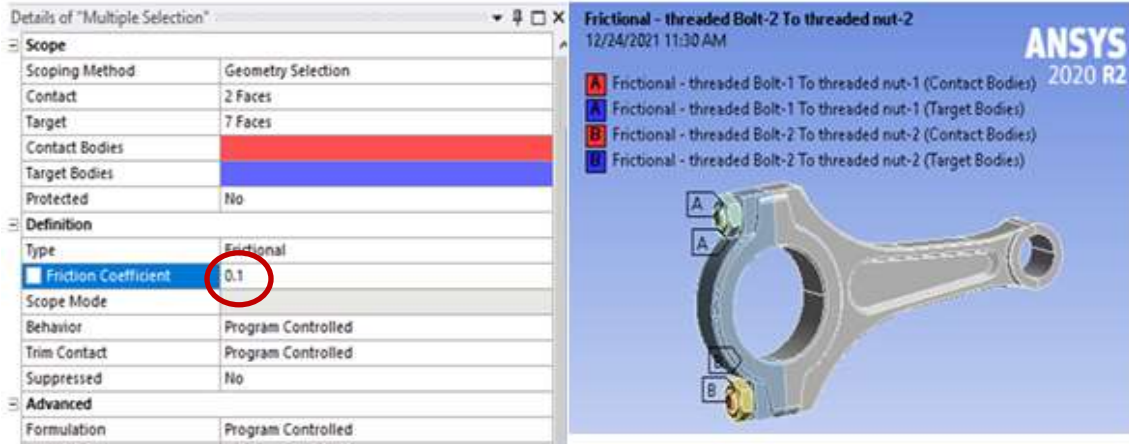 Details of "Multiple Selection"
Scope
Scoping Method Geometry Selection
Contact 2 Faces
Target 7 Faces
Contact Bodies
Target Bodies
Protected No
Definition
Type Frictional
Friction Coefficient 0.1
Scope Mode
Behavior Program Controlled
Trim Contact Program Controlled
Suppressed No
Advanced
Formulation Program Controlled
Frictional - threaded Bolt-2 To threaded nut-2
12/24/2021 11:30 AM
ANSYS
2020 R2
A Frictional - threaded Bolt-1 To threaded nut-1 (Contact Bodies)
A Frictional - threaded Bolt-1 To threaded nut-1 (Target Bodies)
B Frictional - threaded Bolt-2 To threaded nut-2 (Contact Bodies)
B Frictional - threaded Bolt-2 To threaded nut-2 (Target Bodies)
A
A
B
B